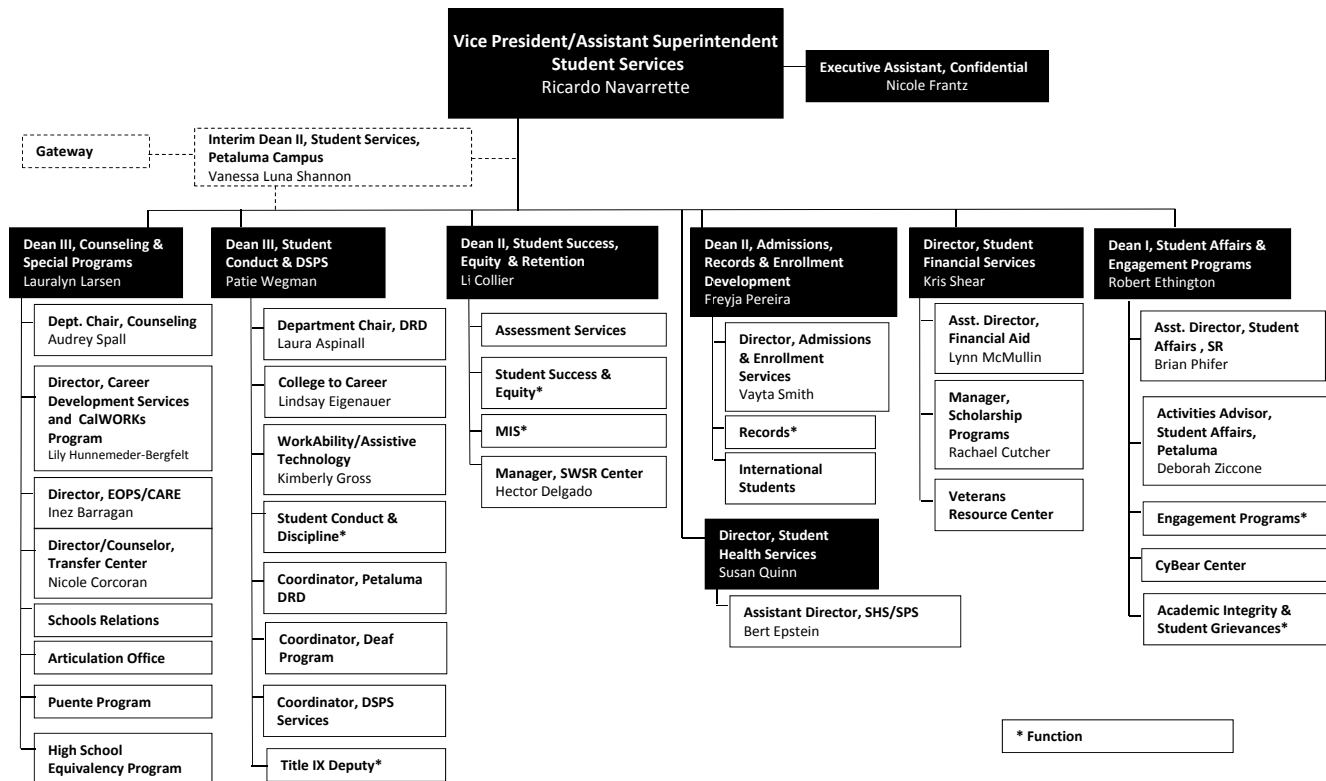 Vice President/Assistant Superintendent
Student Services
Ricardo Navarrette
Executive Assistant, Confidential
Nicole Frantz
Gateway
Interim Dean II, Student Services,
Petaluma Campus
Vanessa Luna Shannon
Dean III, Counseling &
Special Programs
Lauralyn Larsen
Dept. Chair, Counseling
Audrey Spall
Director, Career
Development Services
and CalWORKs
Program
Lily Hunnemeder-Bergfelt
Director, EOPS/CARE
Inez Barragan
Director/Counselor,
Transfer Center
Nicole Corcoran
Schools Relations
Articulation Office
Puente Program
High School
Equivalency Program
Dean III, Student
Conduct & DSPS
Patie Wegman
Department Chair, DRD
Laura Aspinall
College to Career
Lindsay Eigenauer
WorkAbility/Assistive
Technology
Kimberly Gross
Student Conduct &
Discipline*
Coordinator, Petaluma
DRD
Coordinator, Deaf
Program
Coordinator, DSPS
Services
Title IX Deputy*
Dean II, Student Success,
Equity & Retention
Li Collier
Assessment Services
Student Success &
Equity*
MIS*
Manager, SWSR Center
Hector Delgado
Dean II, Admissions,
Records & Enrollment
Development
Freyja Pereira
Director, Admissions
& Enrollment
Services
Vayta Smith
Records*
International
Students
Director, Student
Health Services
Susan Quinn
Assistant Director, SHS/SPS
Bert Epstein
Director, Student
Financial Services
Kris Shear
Asst. Director,
Financial Aid
Lynn McMullin
Manager,
Scholarship
Programs
Rachael Cutcher
Veterans
Resource Center
Dean I, Student Affairs &
Engagement Programs
Robert Ethington
Asst. Director, Student
Affairs , SR
Brian Phifer
Activities Advisor,
Student Affairs,
Petaluma
Deborah Ziccone
Engagement Programs*
CyBear Center
Academic Integrity &
Student Grievances*
* Function